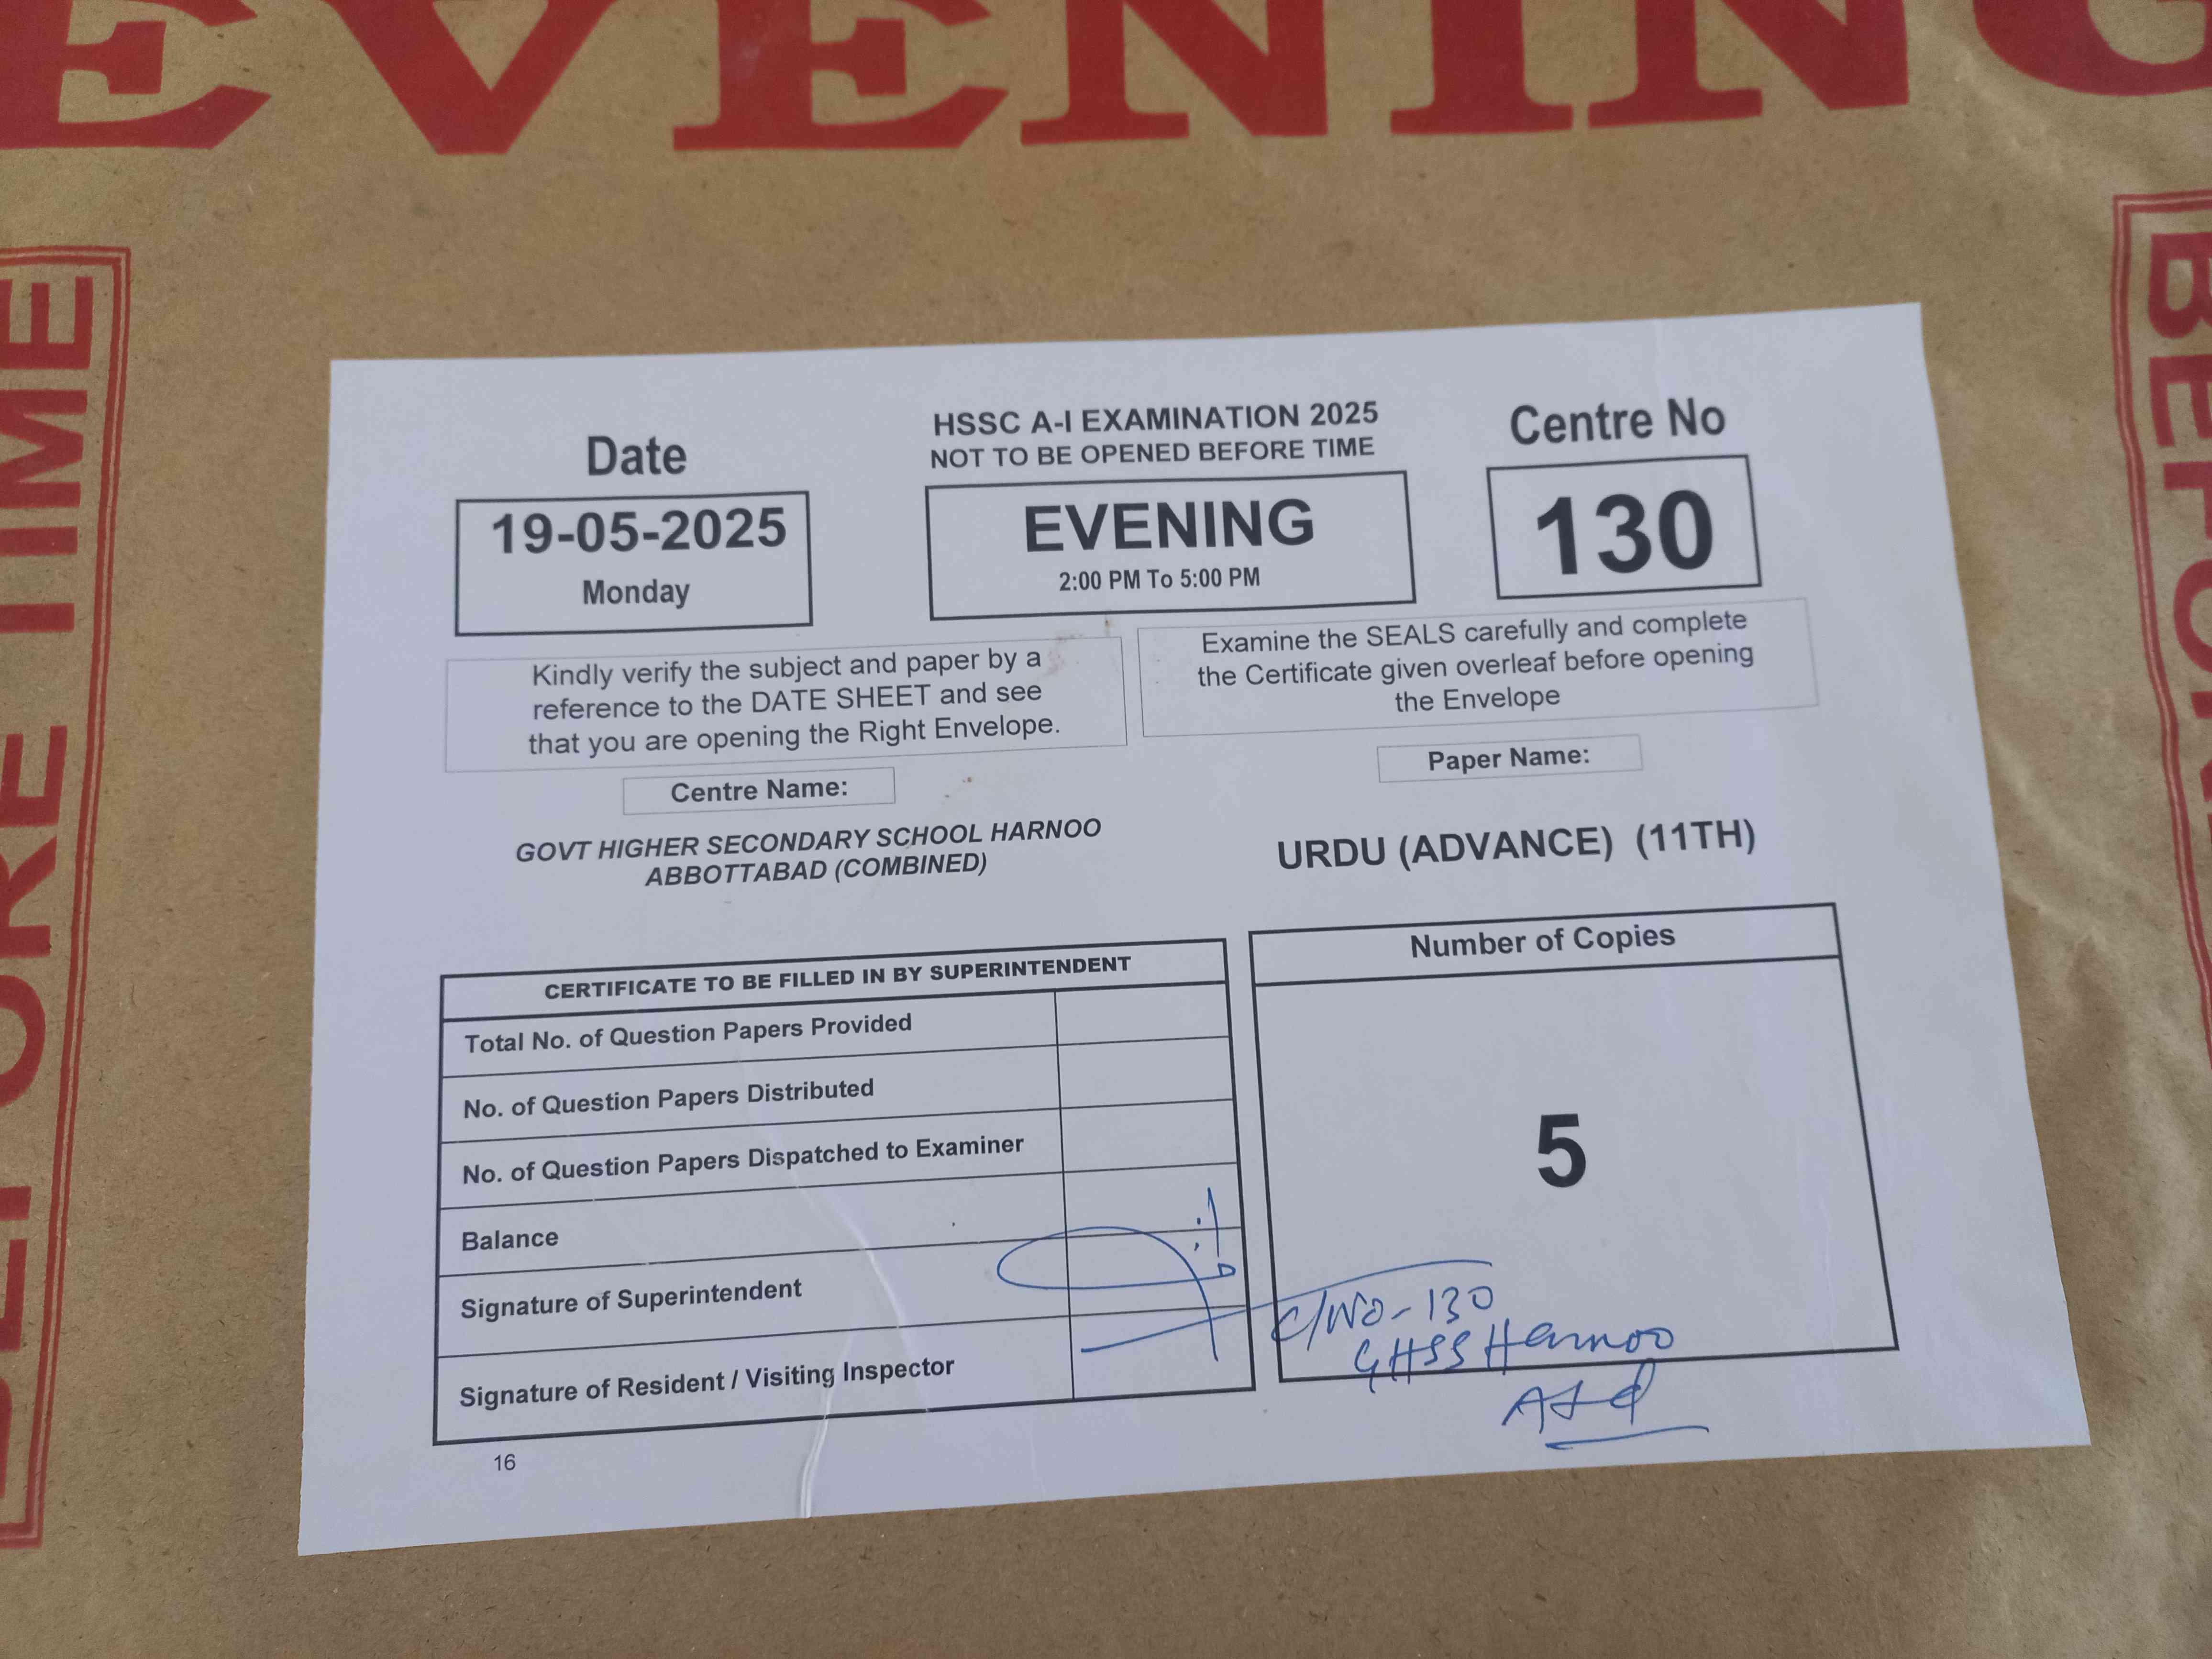 EVENING
BEFORE TIME
BEFOR
Date
19-05-2025
Monday
HSSC A-I EXAMINATION 2025
NOT TO BE OPENED BEFORE TIME
EVENING
2:00 PM To 5:00 PM
Centre No
130
Kindly verify the subject and paper by a
reference to the DATE SHEET and see
that you are opening the Right Envelope.
Examine the SEALS carefully and complete
the Certificate given overleaf before opening
the Envelope
Centre Name:
GOVT HIGHER SECONDARY SCHOOL HARNOO
ABBOTTABAD (COMBINED)
Paper Name:
URDU (ADVANCE) (11TH)
CERTIFICATE TO BE FILLED IN BY SUPERINTENDENT
Total No. of Question Papers Provided
No. of Question Papers Distributed
No. of Question Papers Dispatched to Examiner
Balance
Signature of Superintendent
Signature of Resident / Visiting Inspector
Number of Copies
5
C/No-130
GHSS Harnoo
16